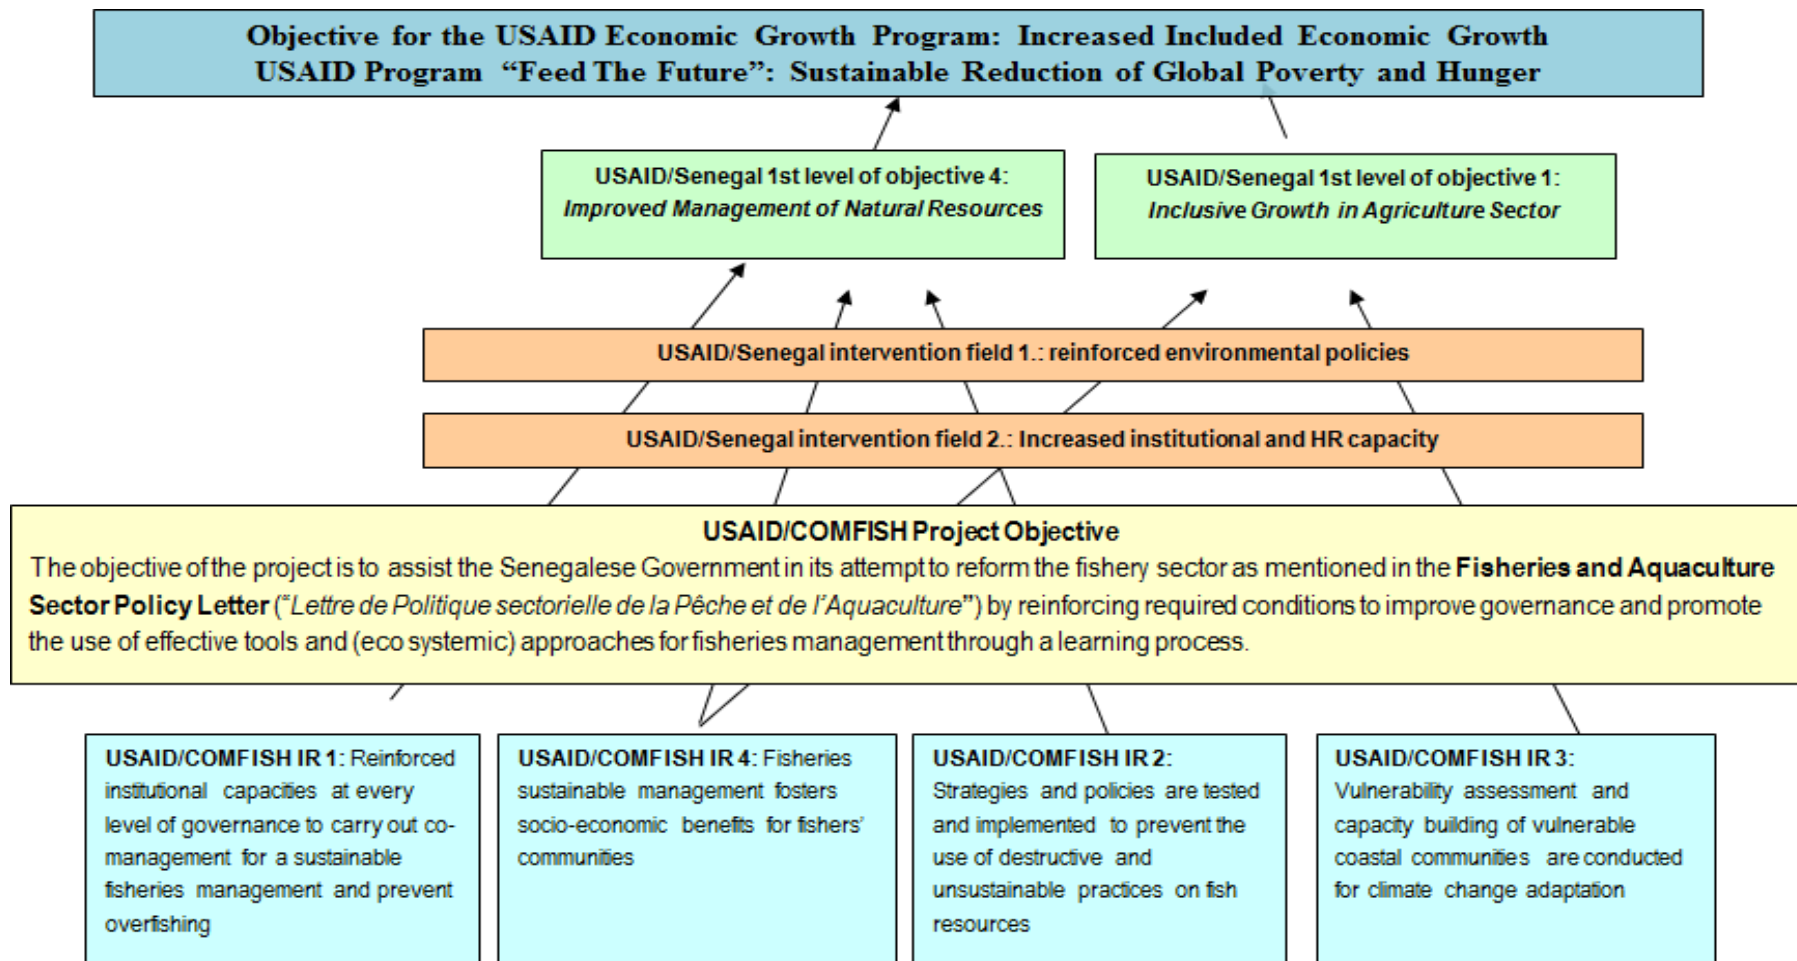 Objective for the USAID Economic Growth Program: Increased Included Economic Growth
USAID Program “Feed The Future”: Sustainable Reduction of Global Poverty and Hunger
USAID/Senegal 1st level of objective 4:
Improved Management of Natural Resources
USAID/Senegal 1st level of objective 1:
Inclusive Growth in Agriculture Sector
USAID/Senegal intervention field 1.: reinforced environmental policies
USAID/Senegal intervention field 2.: Increased institutional and HR capacity
USAID/COMFISH Project Objective
The objective of the project is to assist the Senegalese Government in its attempt to reform the fishery sector as mentioned in the Fisheries and Aquaculture
Sector Policy Letter (“Lettre de Politique sectorielle de la Pêche et de l’Aquaculture”) by reinforcing required conditions to improve governance and promote
the use of effective tools and (eco systemic) approaches for fisheries management through a learning process.
USAID/COMFISH IR 1: Reinforced
institutional capacities at every
level of governance to carry out co-
management for a sustainable
fisheries management and prevent
overfishing
USAID/COMFISH IR 4: Fisheries
sustainable management fosters
socio-economic benefits for fishers’
communities
USAID/COMFISH IR 2:
Strategies and policies are tested
and implemented to prevent the
use of destructive and
unsustainable practices on fish
resources
USAID/COMFISH IR 3:
Vulnerability assessment and
capacity building of vulnerable
coastal communities are conducted
for climate change adaptation